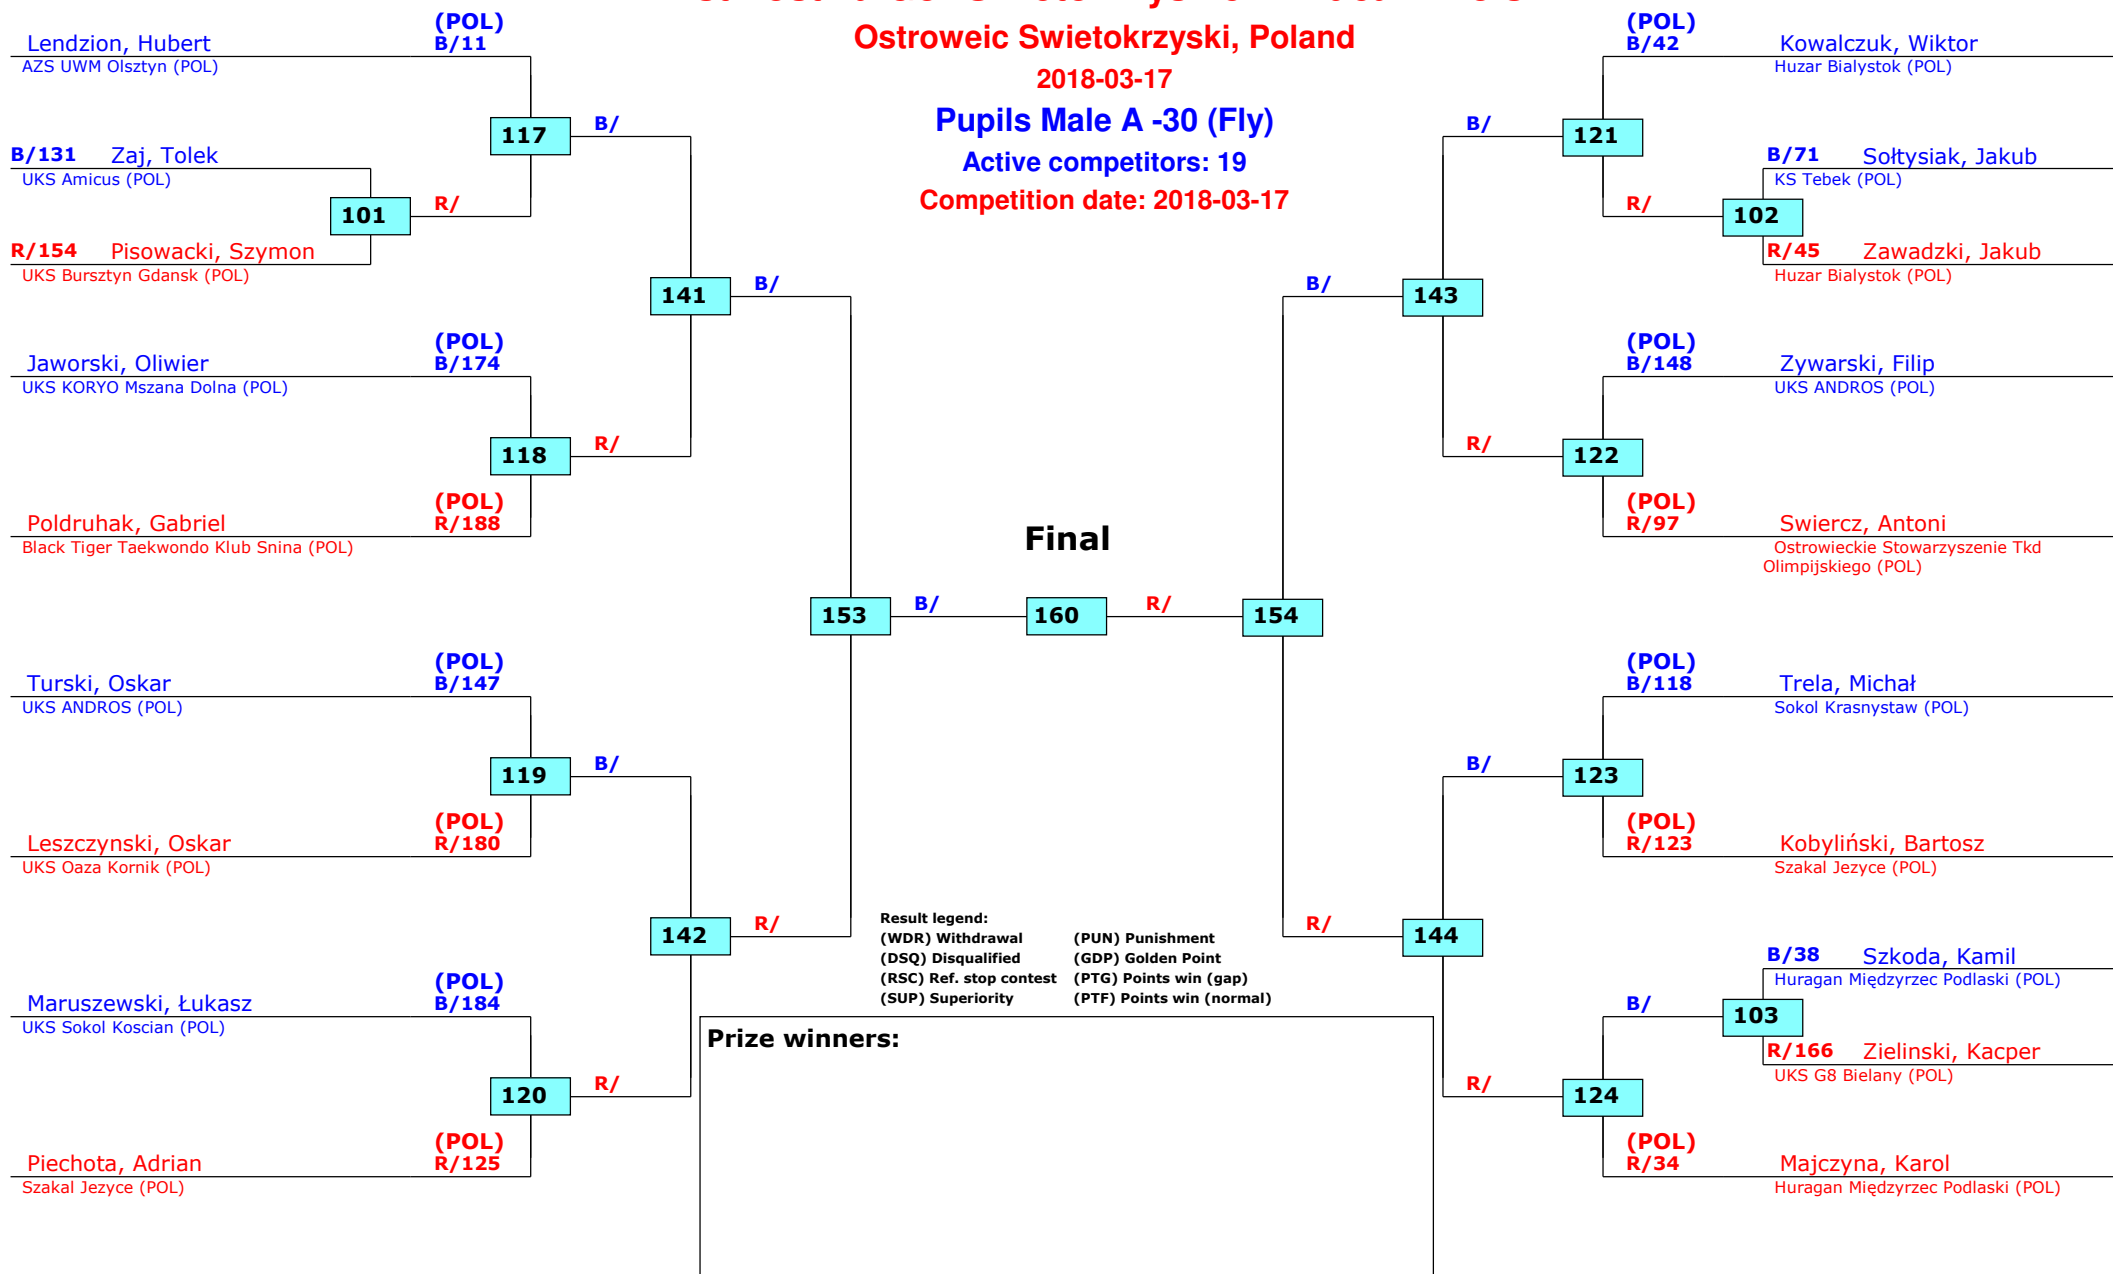 Ostroweic Swietokrzyski, Poland
2018-03-17
Pupils Male A -30 (Fly)
Active competitors: 19
Competition date: 2018-03-17
(POL)
Lendzion, Hubert B/11
AZS UWM Olsztyn (POL)
117
B/
B/131 Zaj, Tolek
UKS Amicus (POL)
101
R/
R/154 Pisowacki, Szymon
UKS Bursztyn Gdansk (POL)
141
B/
(POL)
Jaworski, Oliwier B/174
UKS KORYO Mszana Dolna (POL)
118
R/
(POL)
Poldruhak, Gabriel R/188
Black Tiger Taekwondo Klub Snina (POL)
153
B/
(POL)
Turski, Oskar B/147
UKS ANDROS (POL)
119
B/
(POL)
Leszczynski, Oskar R/180
UKS Oaza Kornik (POL)
142
R/
(POL)
Maruszewski, Łukasz B/184
UKS Sokol Koscian (POL)
120
R/
(POL)
Piechota, Adrian R/125
Szakal Jezyce (POL)
Final
160
R/
154
(POL)
B/42 Kowalczuk, Wiktor
Huzar Bialystok (POL)
B/
121
B/71 Sołtysiak, Jakub
KS Tebek (POL)
R/
102
R/45 Zawadzki, Jakub
Huzar Bialystok (POL)
B/
143
(POL)
B/148 Zywarski, Filip
UKS ANDROS (POL)
R/
122
(POL)
R/97 Swiercz, Antoni
Ostrowieckie Stowarzyszenie Tkd
Olimpijskiego (POL)
(POL)
B/118 Trela, Michał
Sokol Krasnystaw (POL)
B/
123
(POL)
R/123 Kobyliński, Bartosz
Szakal Jezyce (POL)
R/
144
B/38 Szkoda, Kamil
Huragan Międzyrzec Podlaski (POL)
B/
103
R/166 Zielinski, Kacper
UKS G8 Bielany (POL)
R/
124
(POL)
R/34 Majczyna, Karol
Huragan Międzyrzec Podlaski (POL)
Result legend:
(WDR) Withdrawal (PUN) Punishment
(DSQ) Disqualified (GDP) Golden Point
(RSC) Ref. stop contest (PTG) Points win (gap)
(SUP) Superiority (PTF) Points win (normal)
Prize winners: